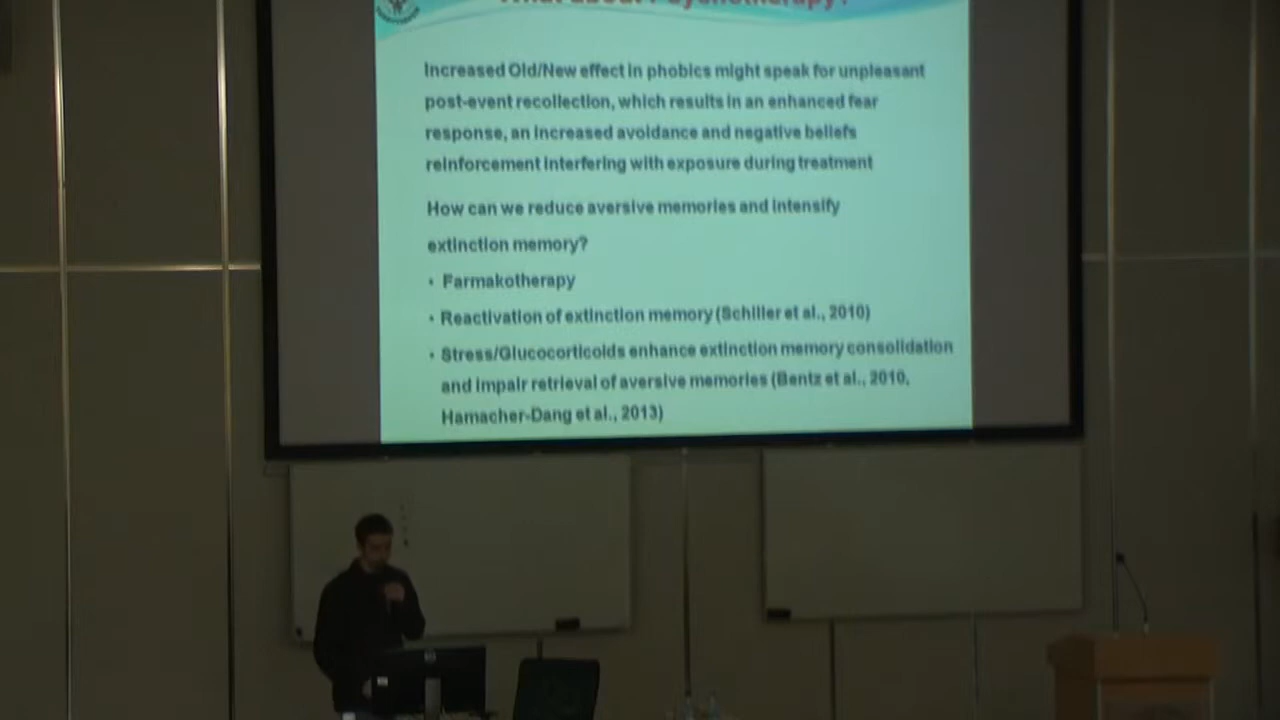 What about Psychotherapy?
Increased Old/New effect in phobics might speak for unpleasant
post-event recollection, which results in an enhanced fear
response, an increased avoidance and negative beliefs
reinforcement interfering with exposure during treatment
How can we reduce aversive memories and intensify
extinction memory?
• Farmakotherapy
• Reactivation of extinction memory (Schiller et al., 2010)
• Stress/Glucocorticoids enhance extinction memory consolidation
and impair retrieval of aversive memories (Bentz et al., 2010,
Hamacher-Dang et al., 2013)